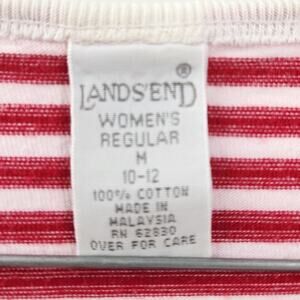 LANDS'END®
WOMEN'S
REGULAR
M
10-12
100% COTTON
MADE IN
MALAYSIA
RN 62830
OVER FOR CARE